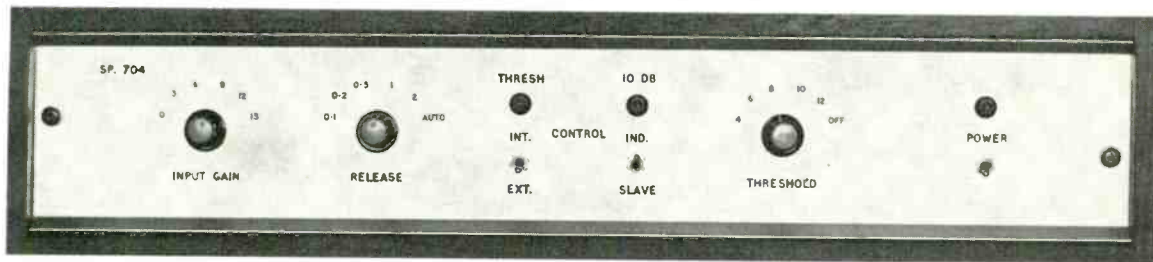 SP. 704
0 3 6 9 12 15
INPUT GAIN
0·1 0·2 0·5 1 2 AUTO
RELEASE
THRESH
INT.
EXT.
CONTROL
10 DB
IND.
SLAVE
4 6 8 10 12 OFF
THRESHOLD
POWER